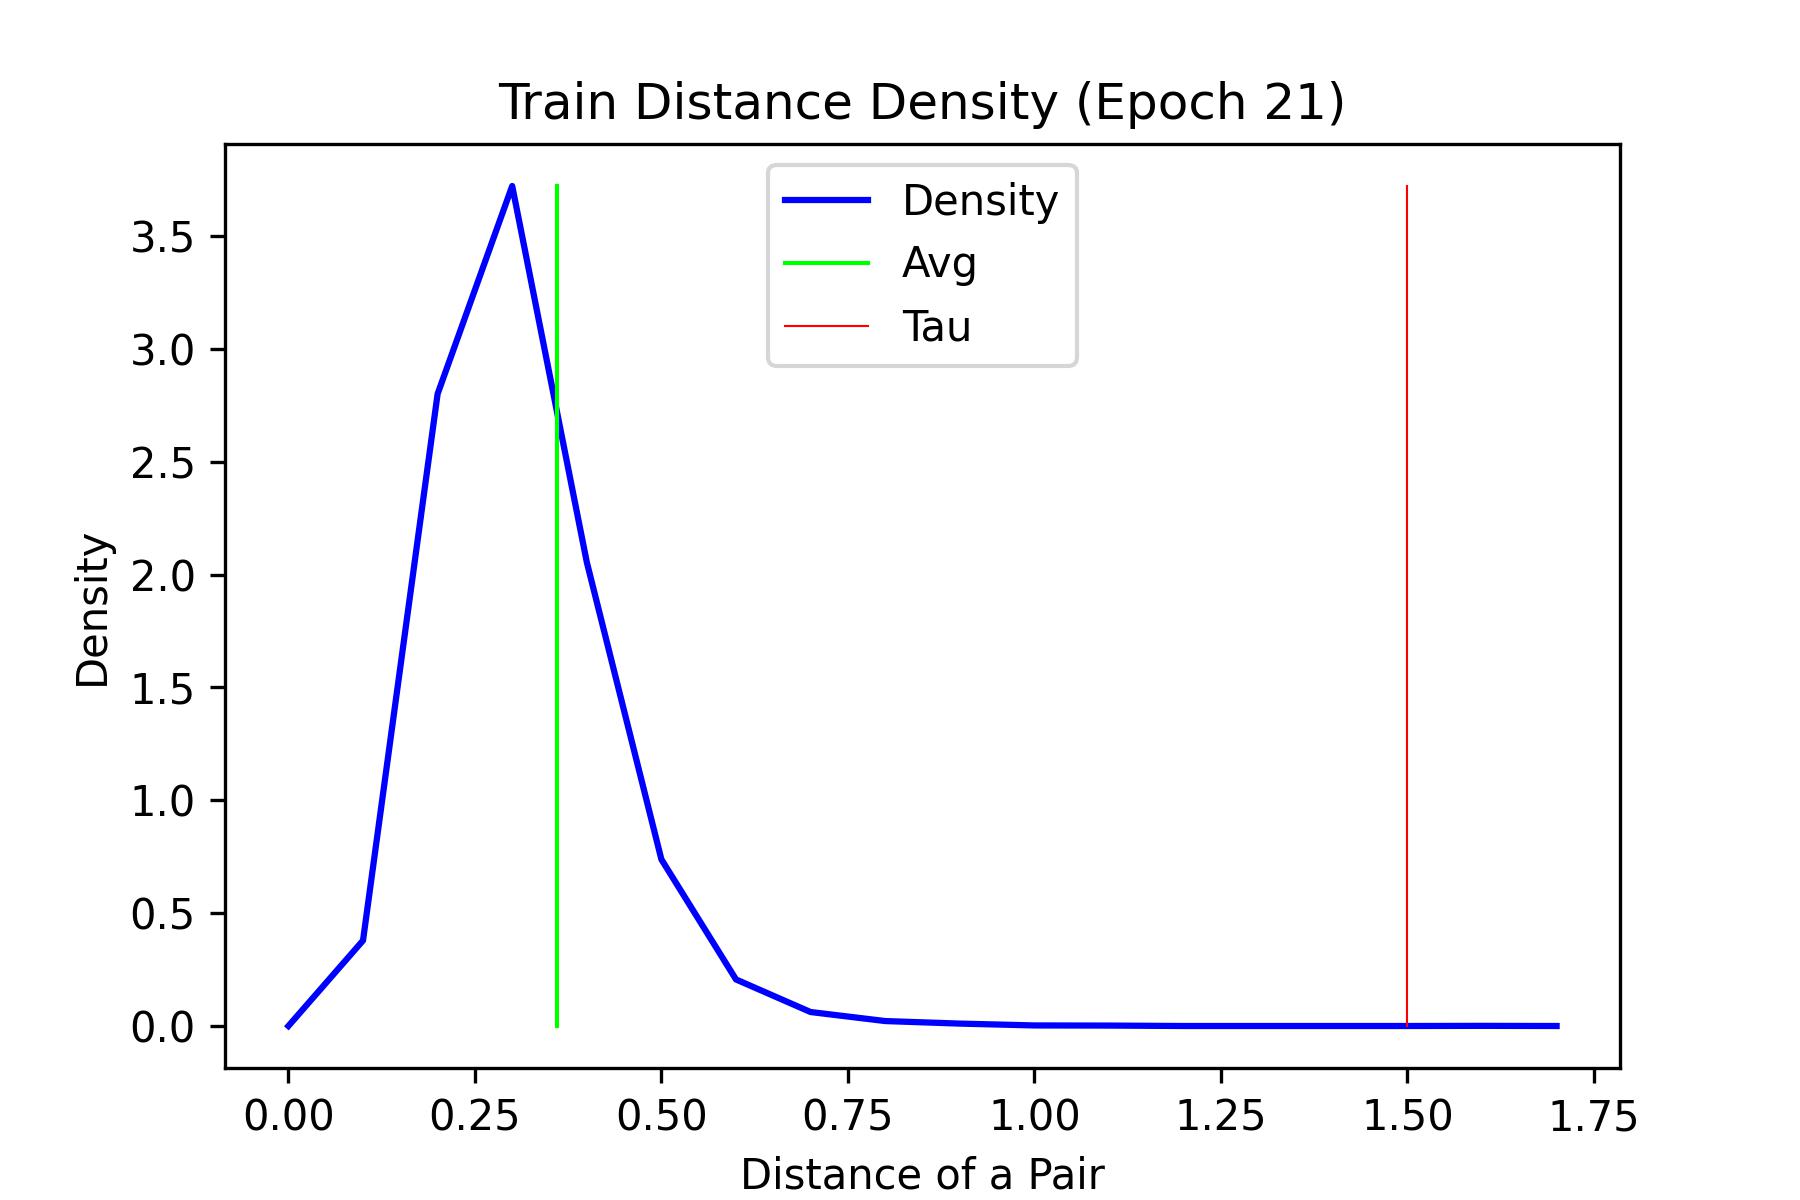 Train Distance Density (Epoch 21)
Density
Avg
Tau
Density
3.5
3.0
2.5
2.0
1.5
1.0
0.5
0.0
0.00 0.25 0.50 0.75 1.00 1.25 1.50 1.75
Distance of a Pair